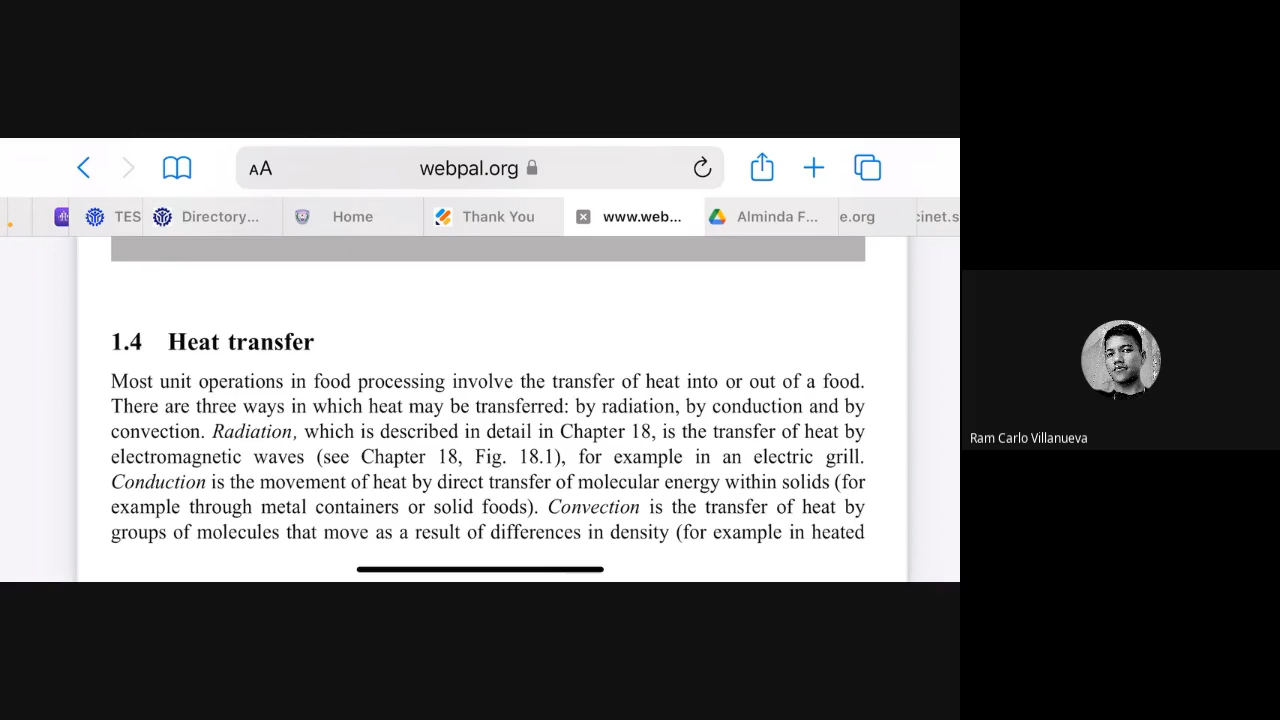 AA
webpal.org
TES
Directory...
Home
Thank You
www.web...
Alminda F...
e.org
cinet.s
1.4 Heat transfer
Most unit operations in food processing involve the transfer of heat into or out of a food.
There are three ways in which heat may be transferred: by radiation, by conduction and by
convection. Radiation, which is described in detail in Chapter 18, is the transfer of heat by
electromagnetic waves (see Chapter 18, Fig. 18.1), for example in an electric grill.
Conduction is the movement of heat by direct transfer of molecular energy within solids (for
example through metal containers or solid foods). Convection is the transfer of heat by
groups of molecules that move as a result of differences in density (for example in heated
Ram Carlo Villanueva